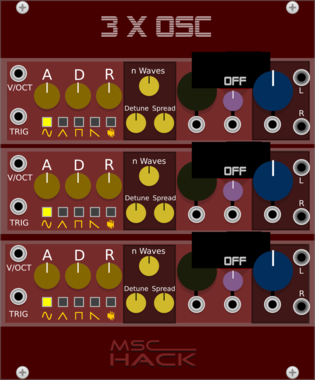 3 X OSC
A D R
n Waves
OFF
V/OCT
Detune Spread
L
TRIG
R
A D R
n Waves
OFF
V/OCT
Detune Spread
L
TRIG
R
A D R
n Waves
OFF
V/OCT
Detune Spread
L
TRIG
R
MSC
HACK